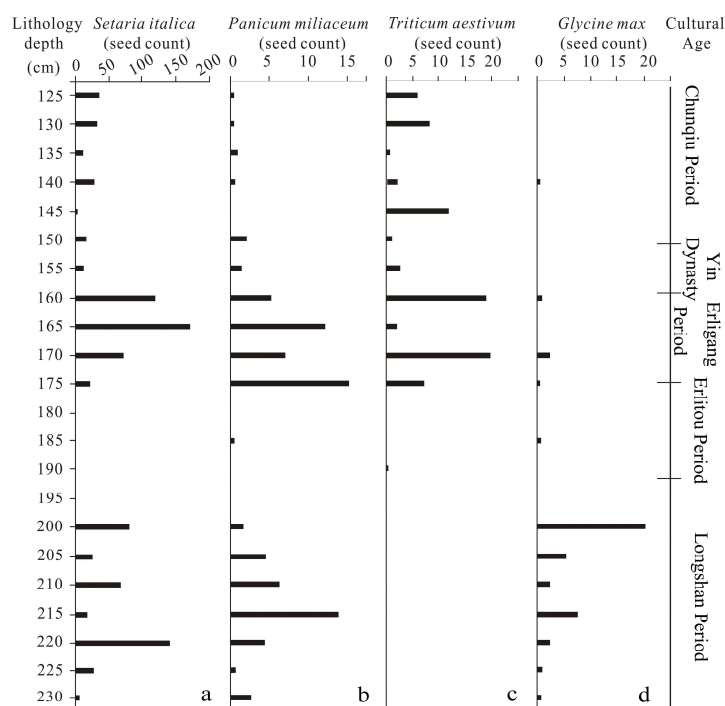 Lithology Setaria italica Panicum miliaceum Triticum aestivum Glycine max Cultural
depth (seed count) (seed count) (seed count) (seed count) Age
(cm) 0 50 100 150 200 0 5 10 15 0 5 10 15 20 0 5 10 15 20
125
130
135
140
145
150
155
160
165
170
175
180
185
190
195
200
205
210
215
220
225
230
a b c d
Chunqiu Period
Yin
Dynasty
Erligang
Period
Erlitou Period
Longshan Period